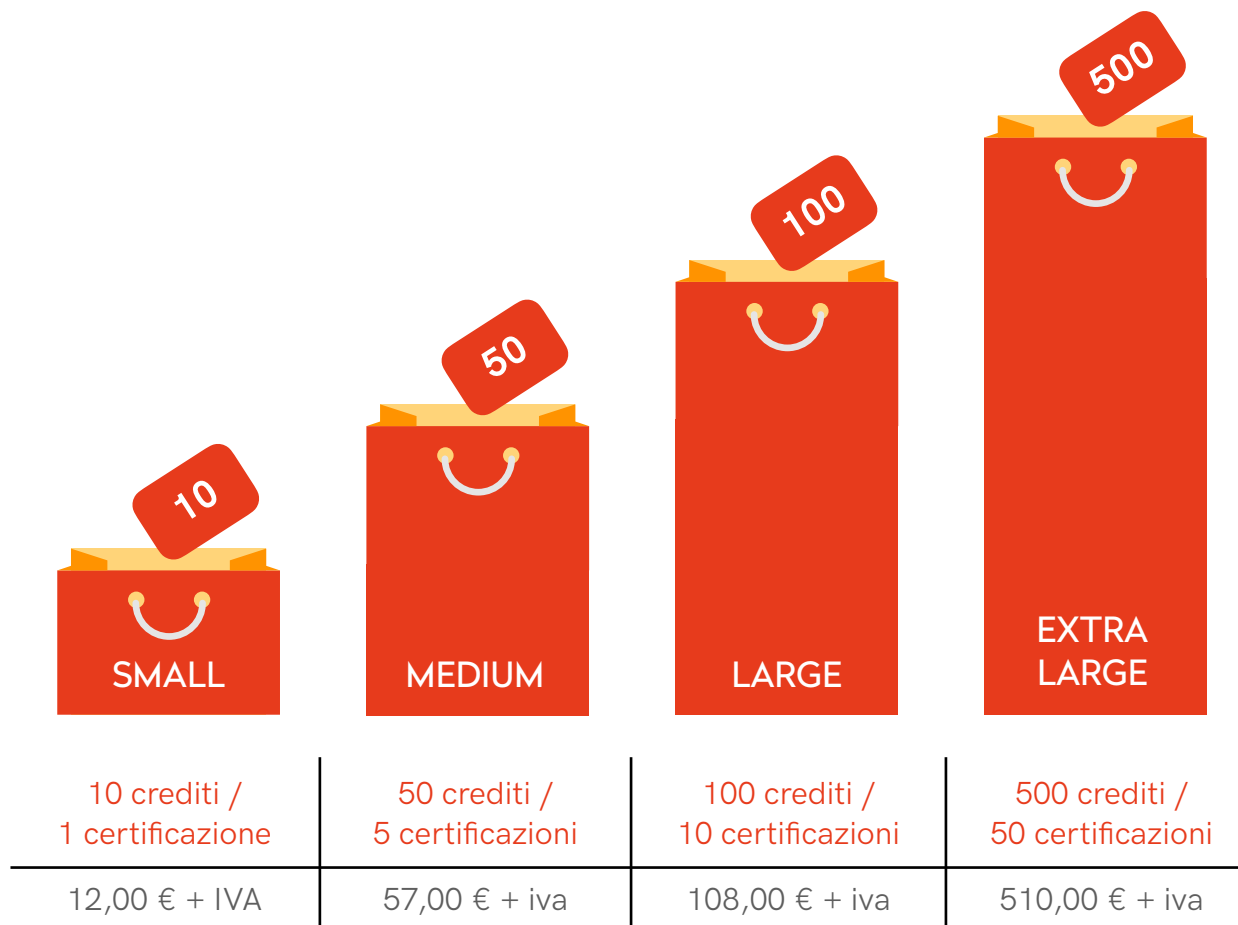 10
50
100
500
SMALL
MEDIUM
LARGE
EXTRA
LARGE
10 crediti /
1 certificazione
50 crediti /
5 certificazioni
100 crediti /
10 certificazioni
500 crediti /
50 certificazioni
12,00 € + IVA
57,00 € + iva
108,00 € + iva
510,00 € + iva